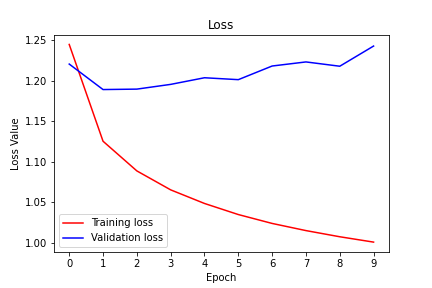 Loss
1.25
1.20
1.15
1.10
1.05
1.00
Loss Value
Training loss
Validation loss
0 1 2 3 4 5 6 7 8 9
Epoch